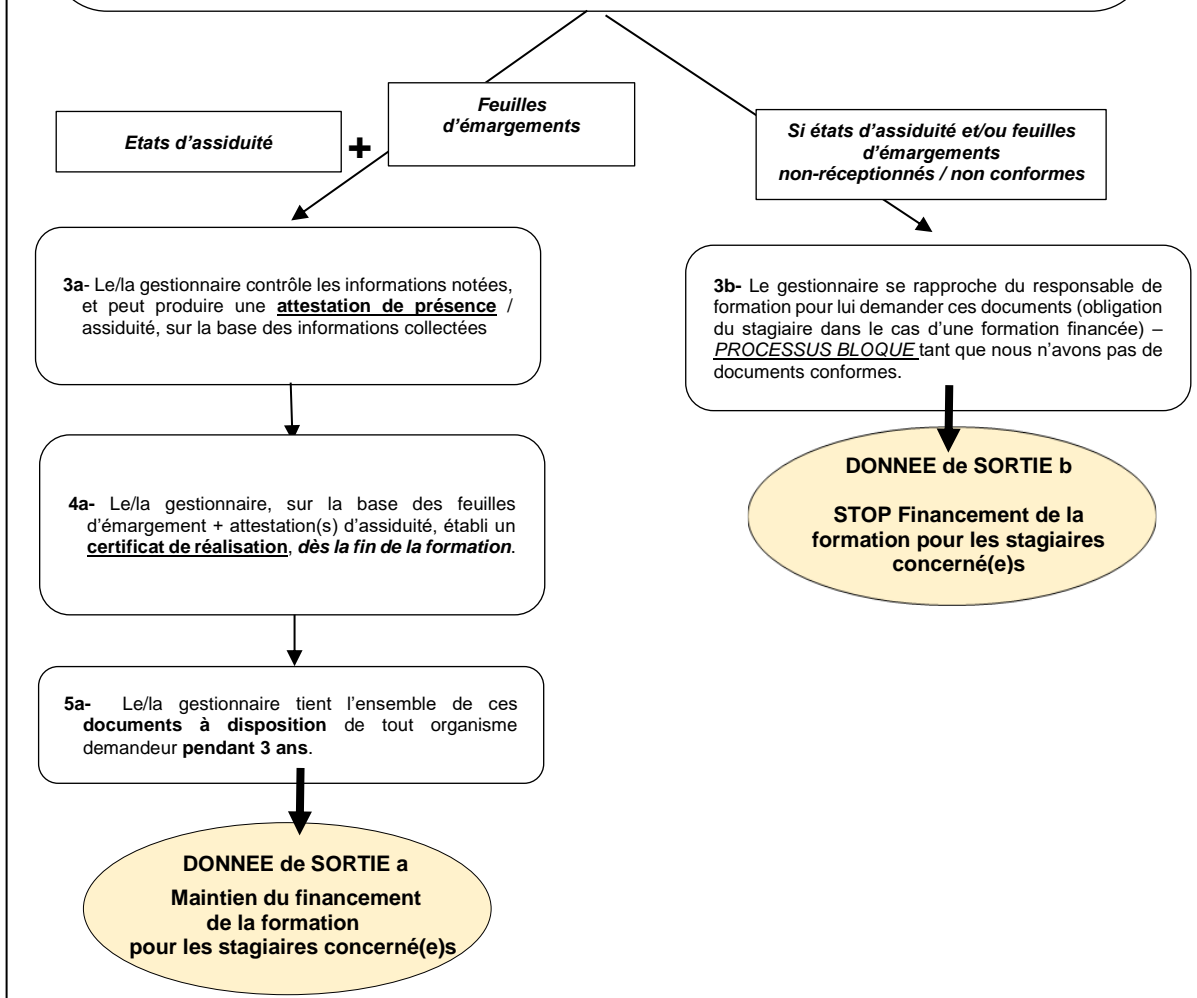 Etats d'assiduité
+
Feuilles
d'émargements
Si états d'assiduité et/ou feuilles
d'émargements
non-réceptionnés / non conformes
3a- Le/la gestionnaire contrôle les informations notées,
et peut produire une attestation de présence /
assiduité, sur la base des informations collectées
3b- Le gestionnaire se rapproche du responsable de
formation pour lui demander ces documents (obligation
du stagiaire dans le cas d'une formation financée) –
PROCESSUS BLOQUE tant que nous n'avons pas de
documents conformes.
4a- Le/la gestionnaire, sur la base des feuilles
d'émargement + attestation(s) d'assiduité, établi un
certificat de réalisation, dès la fin de la formation.
DONNEE de SORTIE b
STOP Financement de la
formation pour les stagiaires
concerné(e)s
5a- Le/la gestionnaire tient l'ensemble de ces
documents à disposition de tout organisme
demandeur pendant 3 ans.
DONNEE de SORTIE a
Maintien du financement
de la formation
pour les stagiaires concerné(e)s